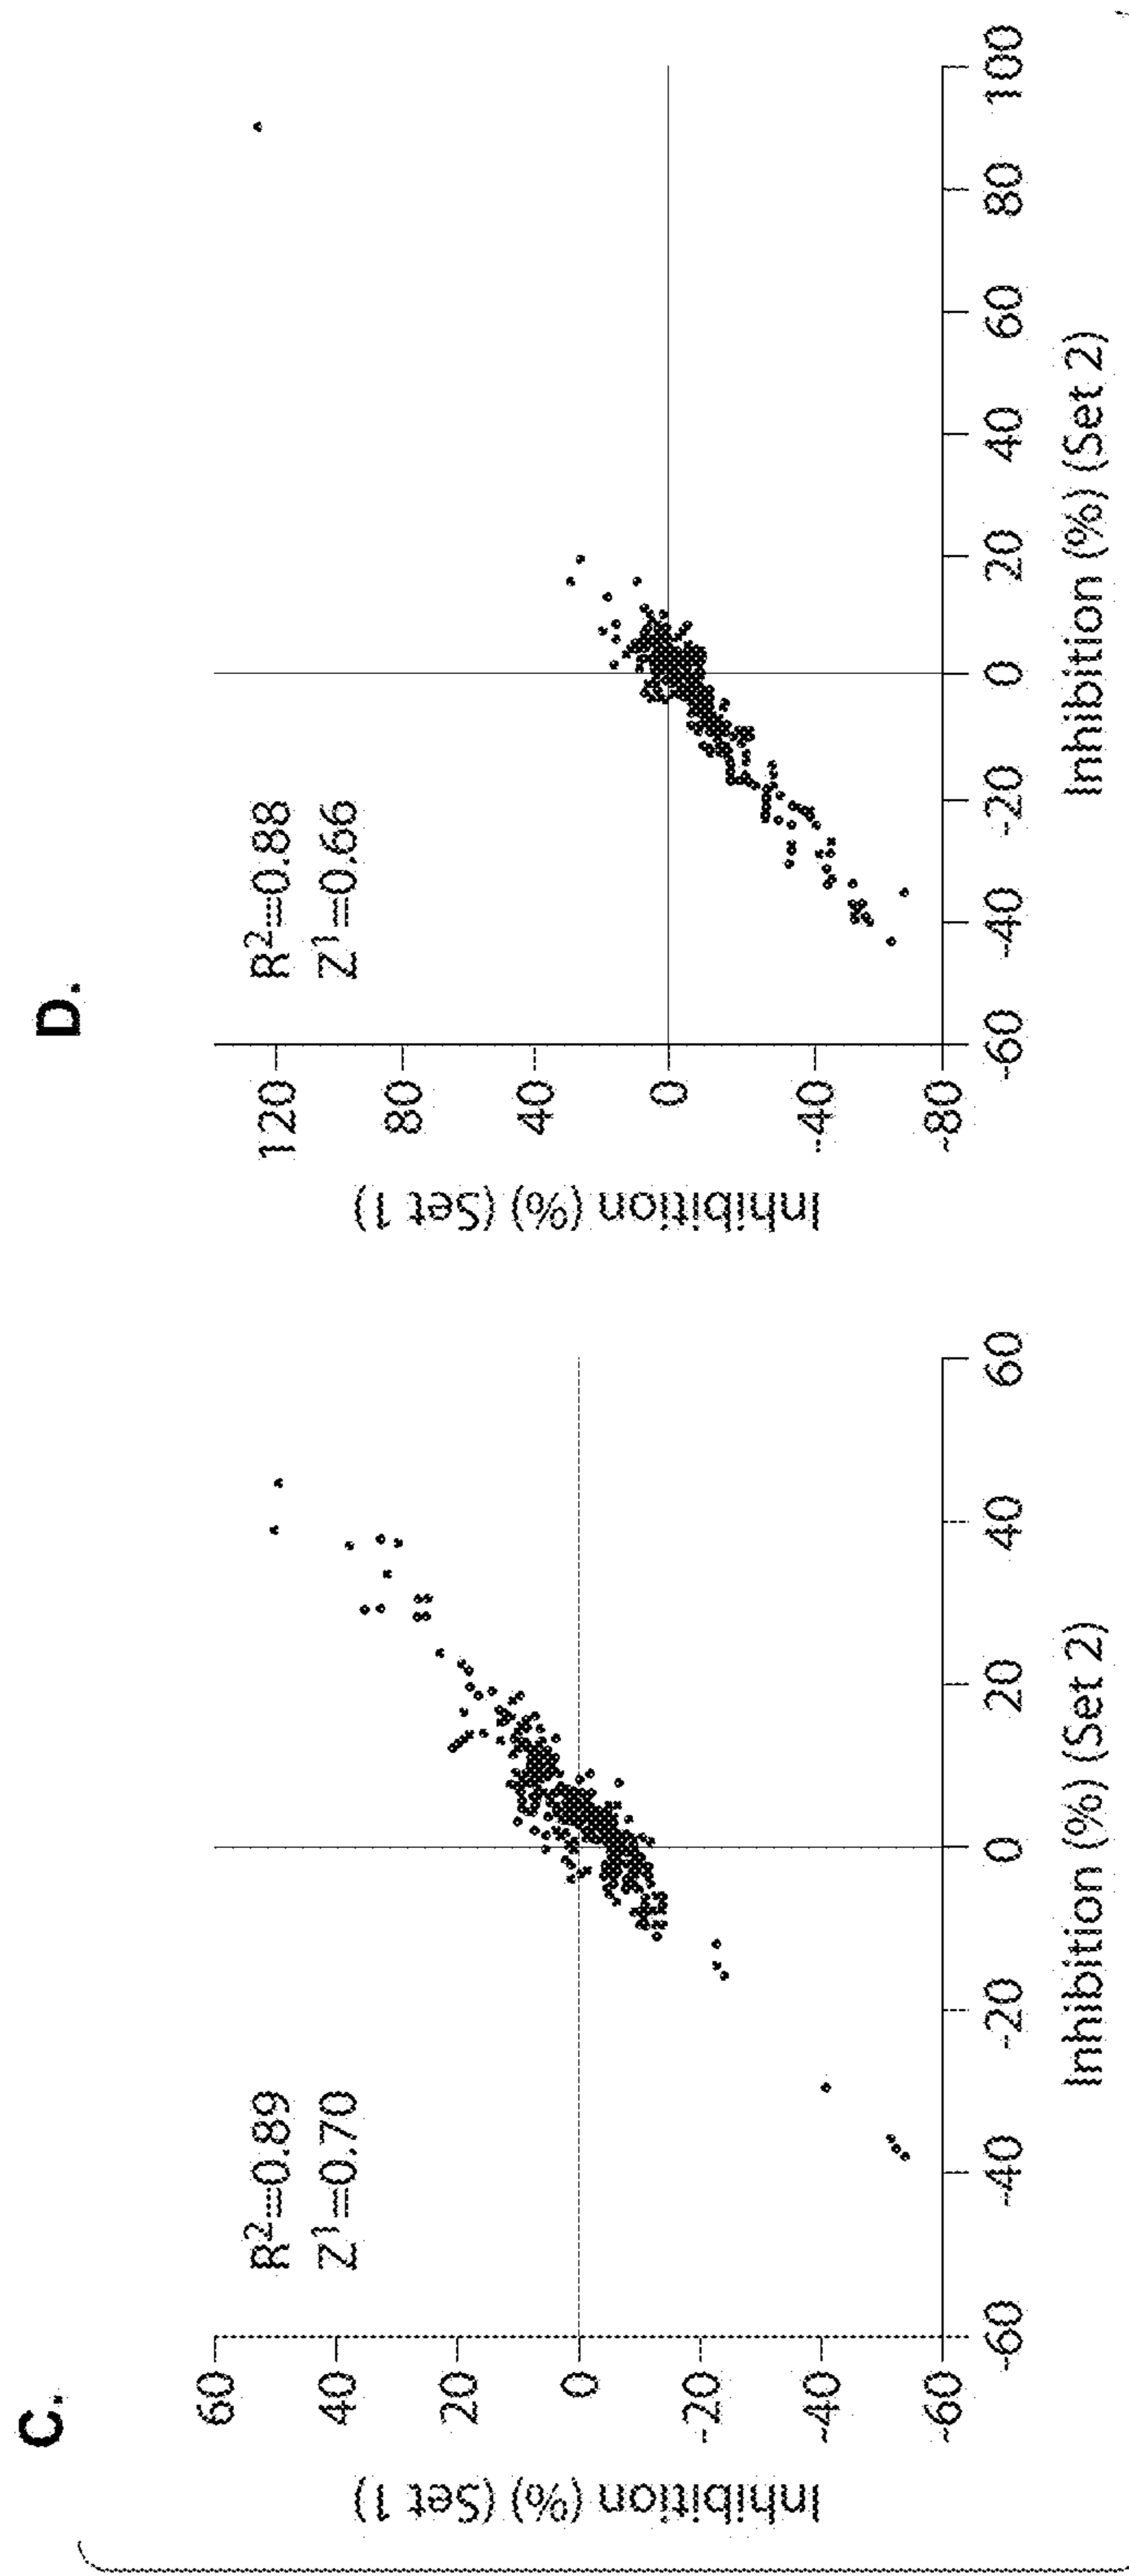 C.
R²=0.89
Z¹=0.70
Inhibition (%) (Set 1)
60
40
20
0
-20
-40
-60
-60 -40 -20 0 20 40 60
Inhibition (%) (Set 2)
D.
R²=0.88
Z¹=0.66
Inhibition (%) (Set 1)
120
80
40
0
-40
-80
-60 -40 -20 0 20 40 60 80 100
Inhibition (%) (Set 2)